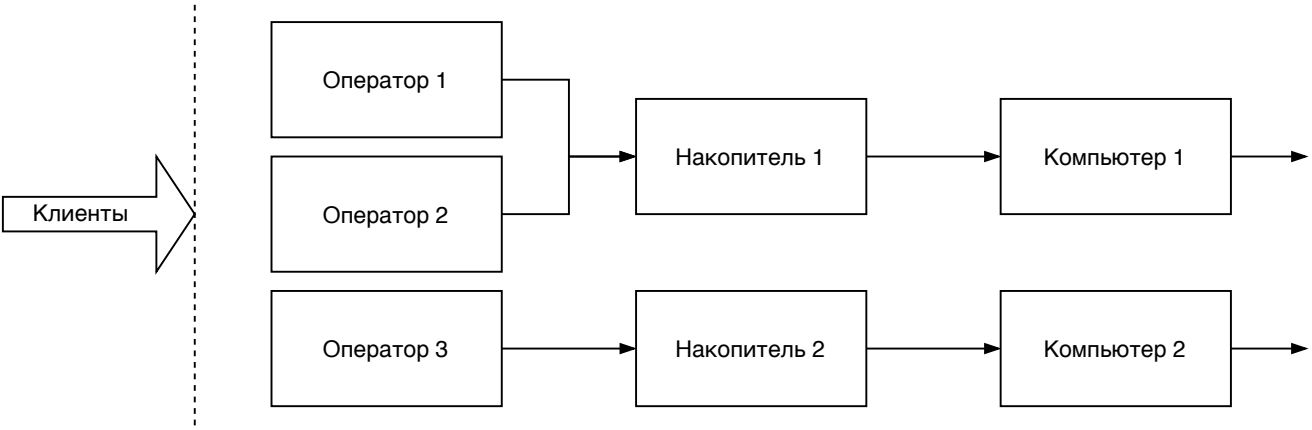 Клиенты
Оператор 1
Оператор 2
Оператор 3
Накопитель 1
Накопитель 2
Компьютер 1
Компьютер 2